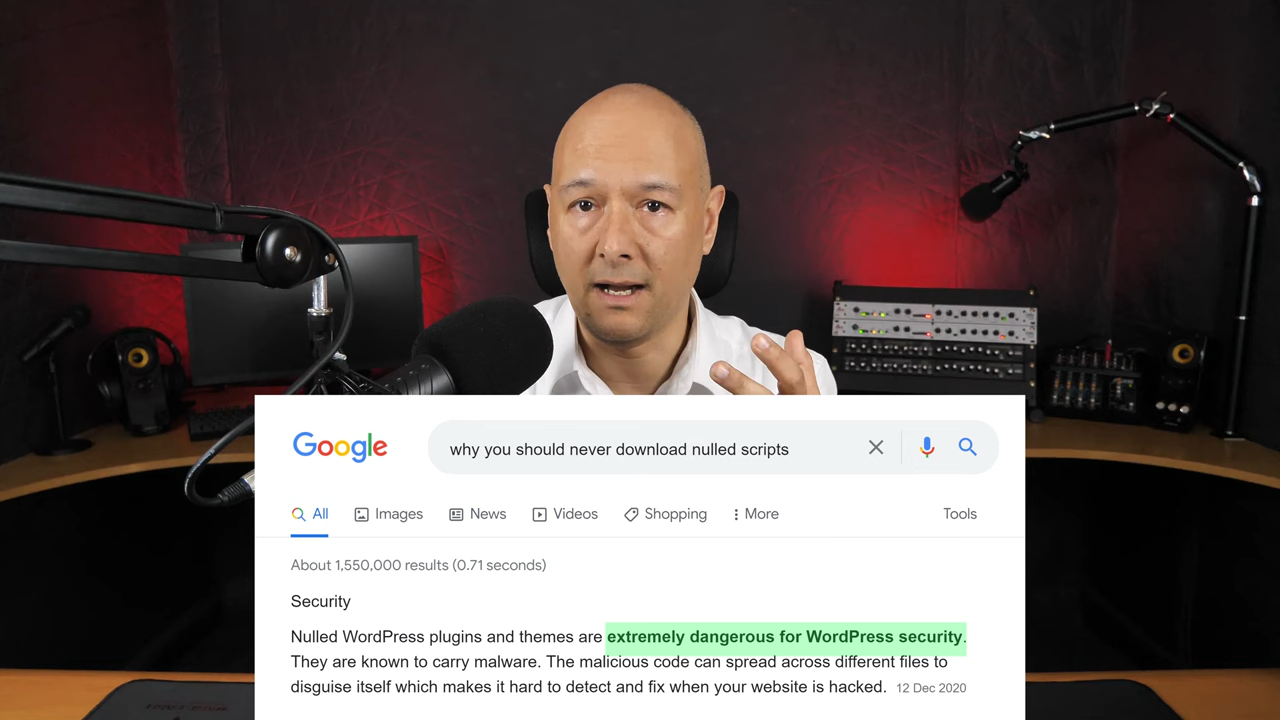 Google
why you should never download nulled scripts
All Images News Videos Shopping More Tools
About 1,550,000 results (0.71 seconds)
Security
Nulled WordPress plugins and themes are extremely dangerous for WordPress security.
They are known to carry malware. The malicious code can spread across different files to
disguise itself which makes it hard to detect and fix when your website is hacked. 12 Dec 2020